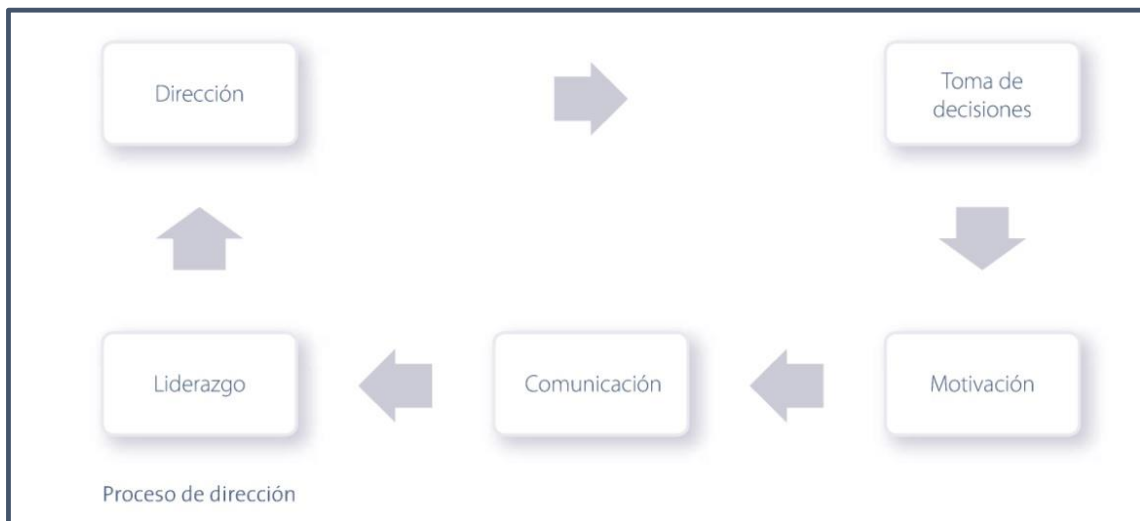 Dirección
Toma de
decisiones
Liderazgo
Comunicación
Motivación
Proceso de dirección